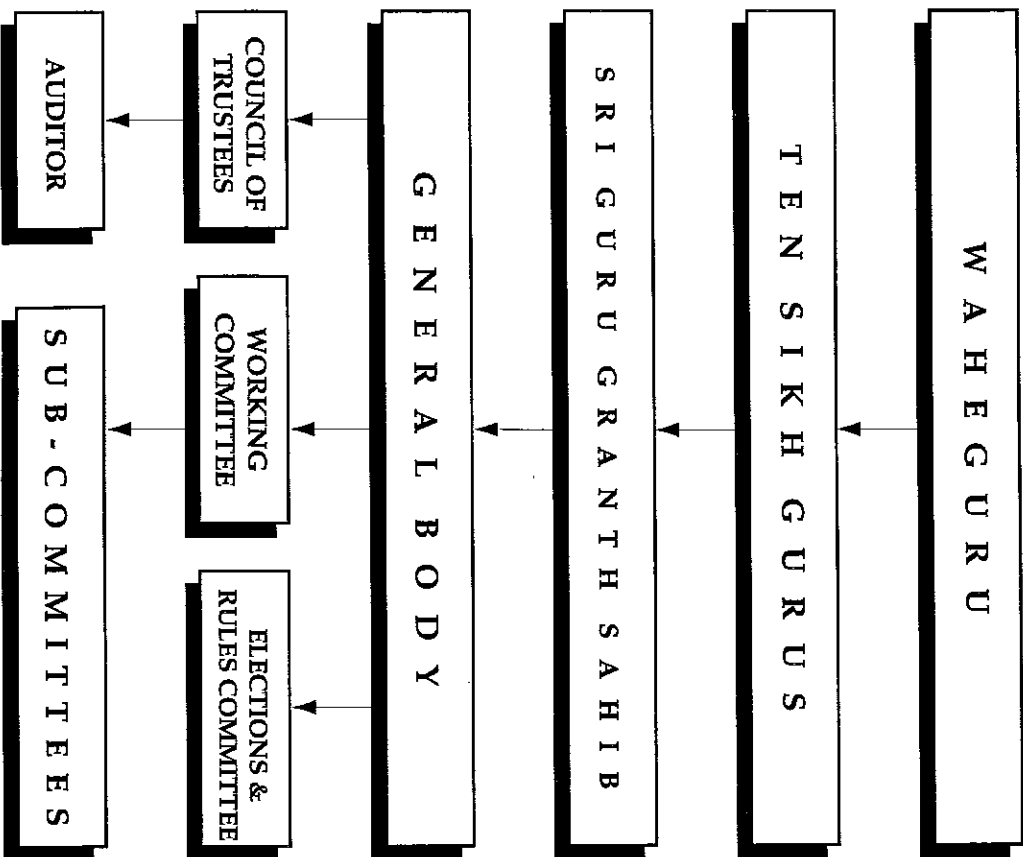 WAHEGURU
TEN SIKH GURUS
SRI GURU GRANTH SAHIB
GENERAL BODY
COUNCIL OF
TRUSTEES
WORKING
COMMITTEE
ELECTIONS &
RULES COMMITTEE
AUDITOR
SUB-COMMITTEES